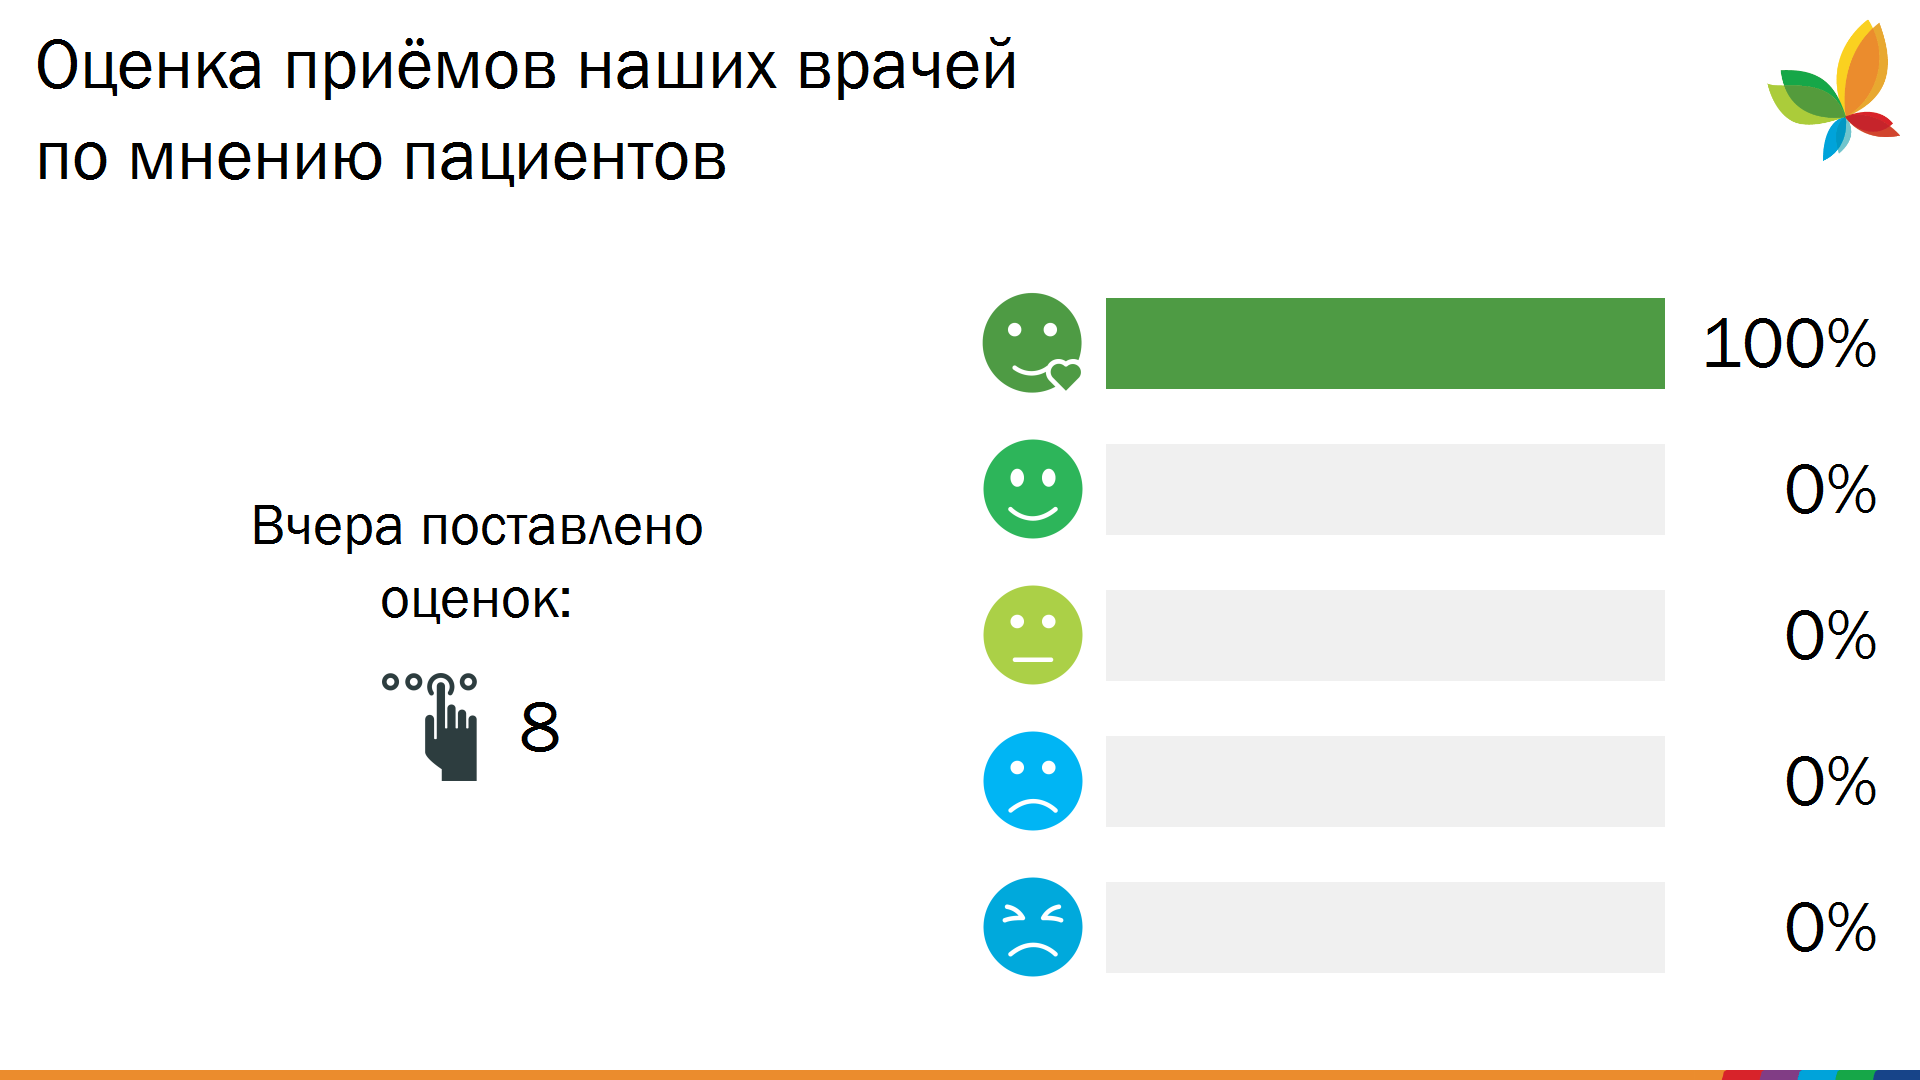 Оценка приёмов наших врачей
по мнению пациентов
Вчера поставлено
оценок:
8
100%
0%
0%
0%
0%